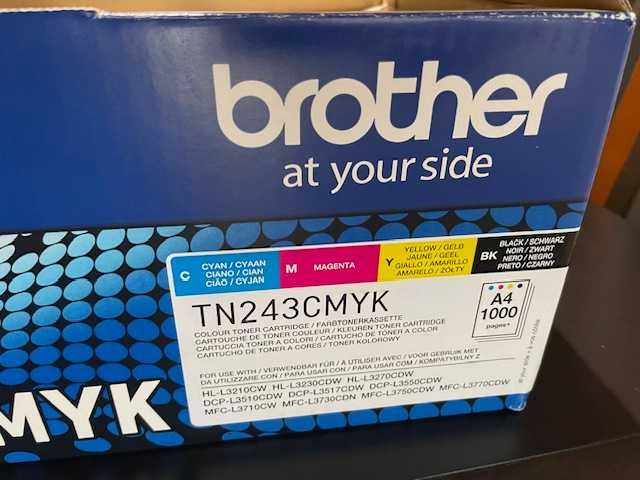 brother
at your side
C CYAN / CYAAN
CIANO / CIAN
CIÃO / CYJAN
M MAGENTA
Y YELLOW / GELB
JAUNE / GEEL
GIALLO / AMARILLO
AMARELO / ŻÓŁTY
BK BLACK / SCHWARZ
NOIR / ZWART
NERO / NEGRO
PRETO / CZARNY
TN243CMYK
COLOUR TONER CARTRIDGE / FARBTONERKASSETTE
CARTOUCHE DE TONER COULEUR / KLEUREN TONER CARTRIDGE
CARTUCCIA TONER A COLORI / CARTUCHO DE TONER A COLOR
CARTUCHO DE TONER A CORES / TONER KOLOROWY
A4
1000
pages*
FOR USE WITH / VERWENDBAR FÜR / À UTILISER AVEC / VOOR GEBRUIK MET
DA UTILIZZARE CON / PARA USAR CON / PARA USAR COM / KOMPATYBILNY Z
HL-L3210CW HL-L3230CDW HL-L3270CDW
DCP-L3510CDW DCP-L3517CDW DCP-L3550CDW
MFC-L3710CW MFC-L3730CDN MFC-L3750CDW MFC-L3770CDW
MYK